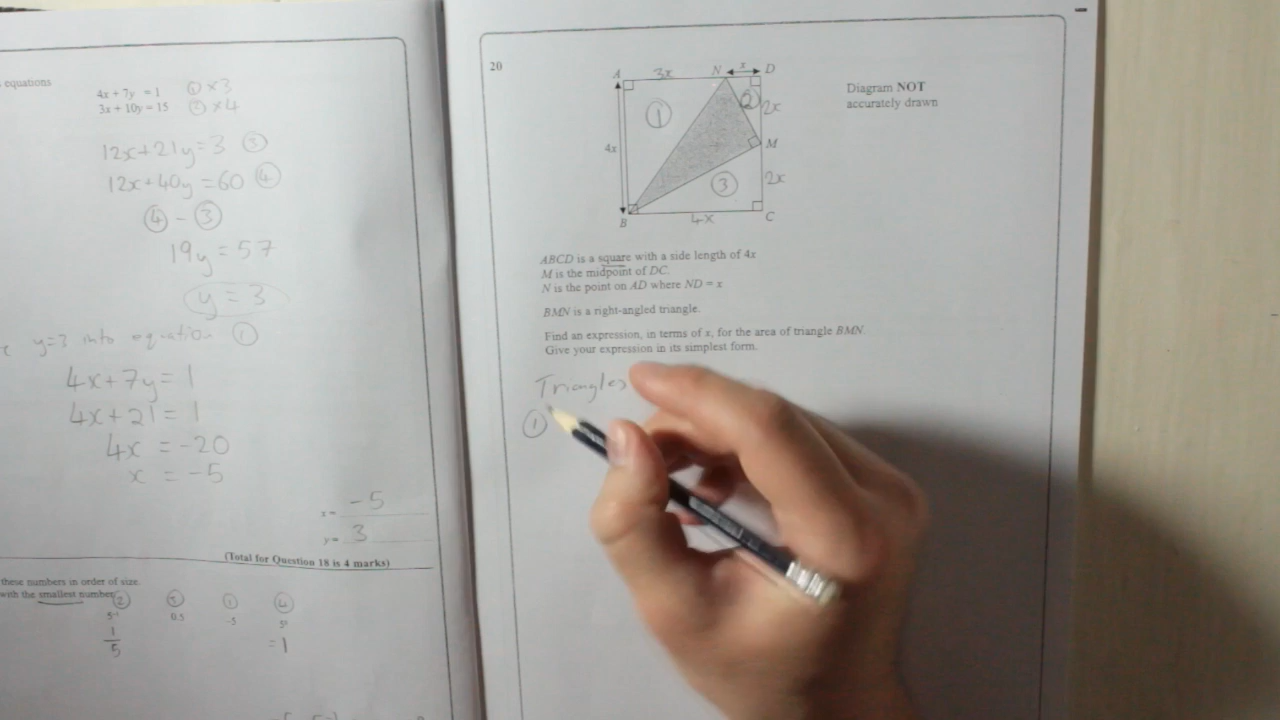 equations
4x + 7y = 1 ① ×3
3x + 10y = 15 ② ×4
12x+21y=3 ③
12x+40y=60 ④
④ - ③
19y = 57
y = 3
y=3 into equation ①
4x+7y=1
4x+21=1
4x = -20
x = -5
x= -5
y= 3
(Total for Question 18 is 4 marks)
these numbers in order of size.
with the smallest number
② ③ ① ④
0.5 -5
1/5 =1
20
A 3x N x D
① ② 2x
4x M
③ 2x
B 4x C
Diagram NOT
accurately drawn
ABCD is a square with a side length of 4x
M is the midpoint of DC.
N is the point on AD where ND = x
BMN is a right-angled triangle.
Find an expression, in terms of x, for the area of triangle BMN.
Give your expression in its simplest form.
Triangles
①